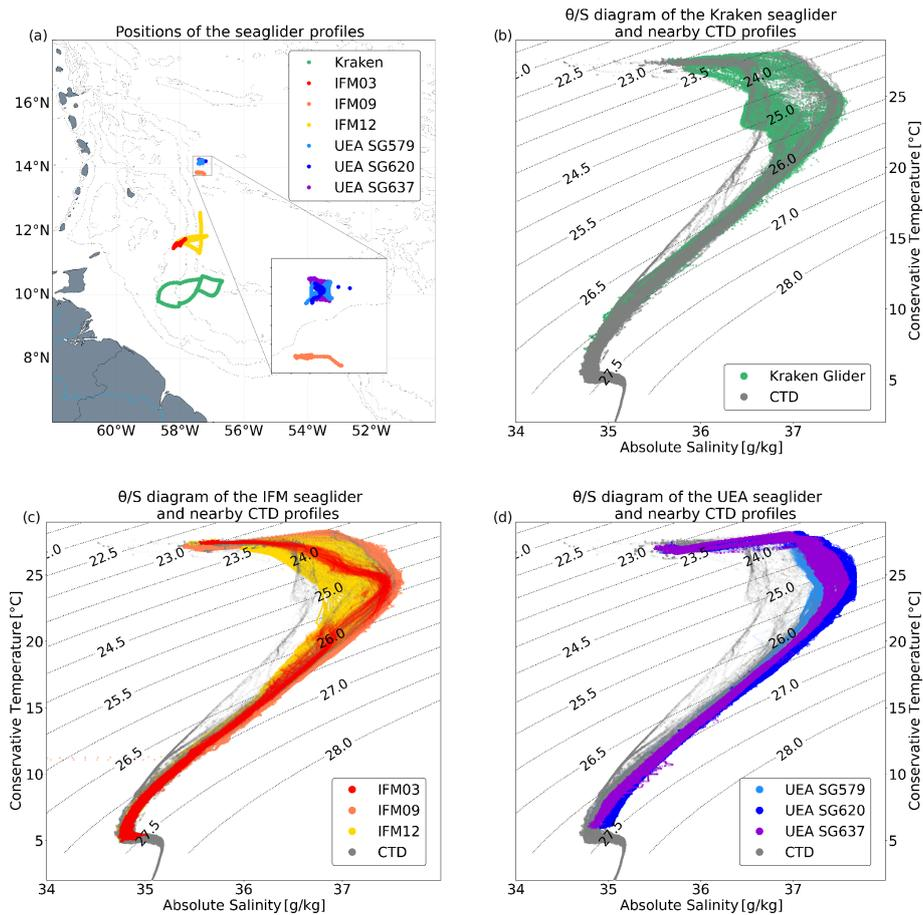 (a)
Positions of the seaglider profiles
Kraken
IFM03
IFM09
IFM12
UEA SG579
UEA SG620
UEA SG637
16°N
14°N
12°N
10°N
8°N
60°W
58°W
56°W
54°W
52°W
(b)
θ/S diagram of the Kraken seaglider
and nearby CTD profiles
.0
22.5
23.0
23.5
24.0
25.0
26.0
24.5
25.5
27.0
26.5
28.0
27.5
25
20
15
10
5
Conservative Temperature [°C]
Kraken Glider
CTD
34
35
36
37
Absolute Salinity [g/kg]
(c)
θ/S diagram of the IFM seaglider
and nearby CTD profiles
.0
22.5
23.0
23.5
24.0
25.0
26.0
24.5
25.5
27.0
26.5
28.0
27.5
25
20
15
10
5
Conservative Temperature [°C]
IFM03
IFM09
IFM12
CTD
34
35
36
37
Absolute Salinity [g/kg]
(d)
θ/S diagram of the UEA seaglider
and nearby CTD profiles
.0
22.5
23.0
23.5
24.0
25.0
26.0
24.5
25.5
27.0
26.5
28.0
27.5
25
20
15
10
5
Conservative Temperature [°C]
UEA SG579
UEA SG620
UEA SG637
CTD
34
35
36
37
Absolute Salinity [g/kg]